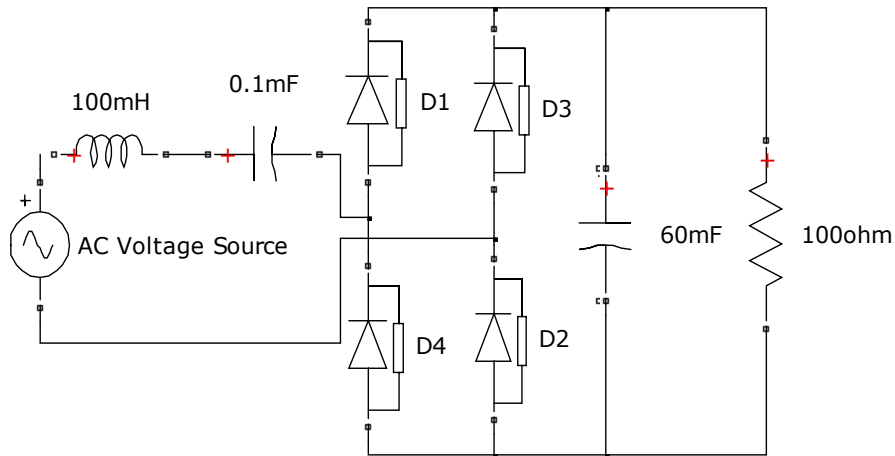 100mH
0.1mF
D1
D3
AC Voltage Source
60mF
100ohm
D4
D2